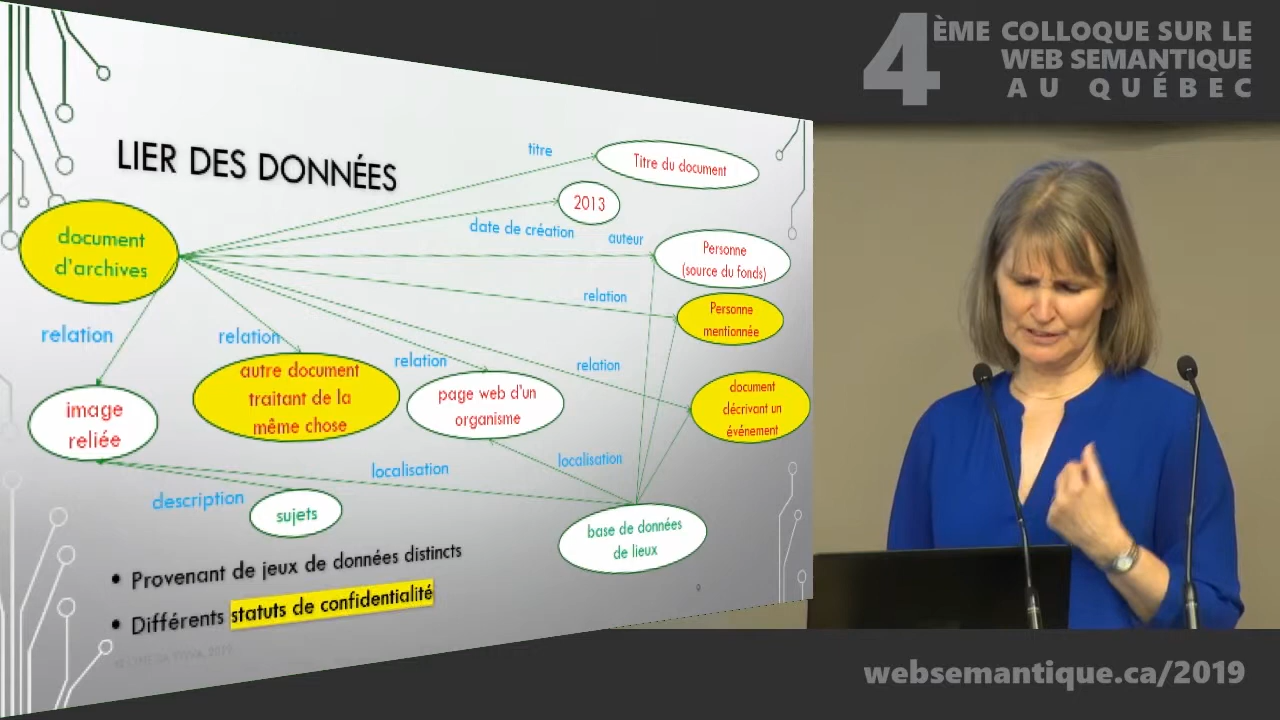 4ÈME COLLOQUE SUR LE
WEB SEMANTIQUE
AU QUÉBEC
LIER DES DONNÉES
titre
Titre du document
2013
date de création
auteur
document
d'archives
Personne
(source du fonds)
relation
Personne
mentionnée
relation
relation
relation
relation
autre document
traitant de la
même chose
page web d'un
organisme
document
décrivant un
événement
image
reliée
localisation
localisation
description
sujets
base de données
de lieux
• Provenant de jeux de données distincts
• Différents statuts de confidentialité
9
2019
websemantique.ca/2019